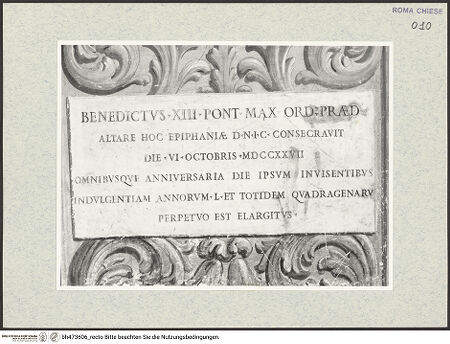 ROMA CHIESE
010
BENEDICTVS·XIII·PONT·MAX ORD:PRÆD
ALTARE HOC EPIPHANIÆ D·N·I·C·CONSECRAVIT
DIE·VI·OCTOBRIS·MDCCXXVII
OMNIBVSQVE ANNIVERSARIA DIE IPSVM INVISENTIBVS
INDVLGENTIAM ANNORVM·L·ET TOTIDEM QVADRAGENARV
PERPETVO EST ELARGITVS·
bh473606_recto Bitte beachten Sie die Nutzungsbedingungen.